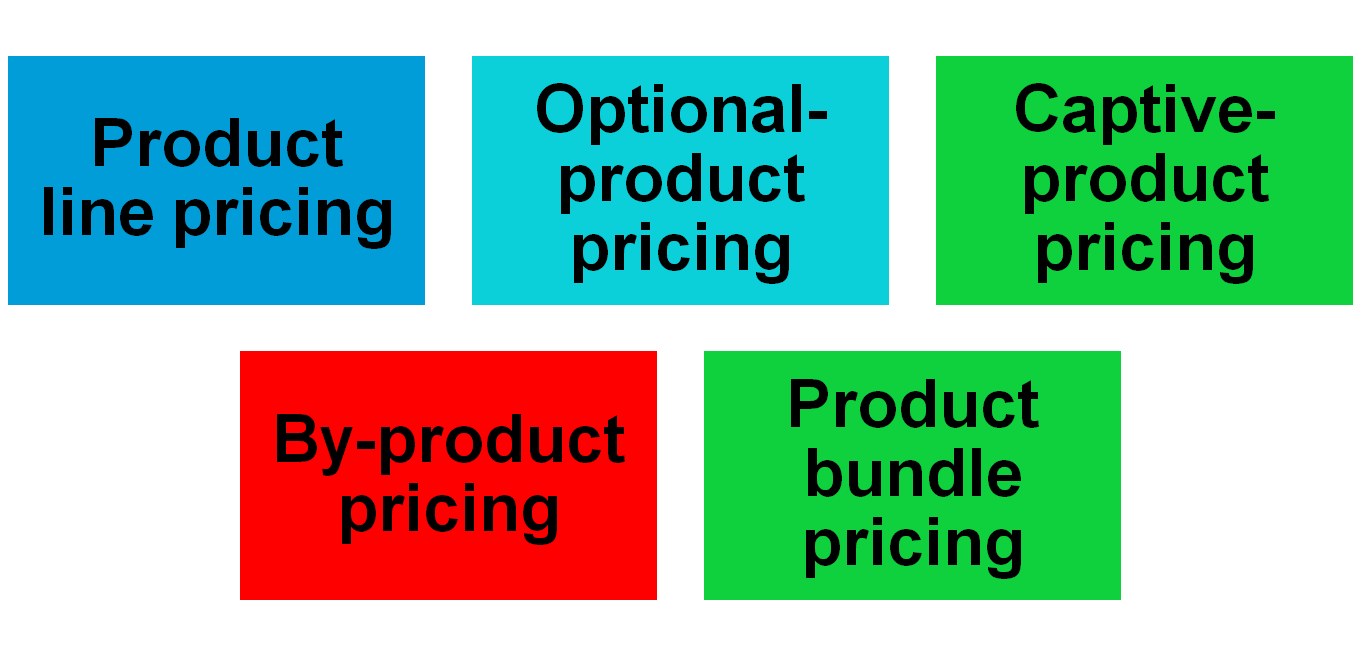 Product
line pricing
Optional-
product
pricing
Captive-
product
pricing
By-product
pricing
Product
bundle
pricing